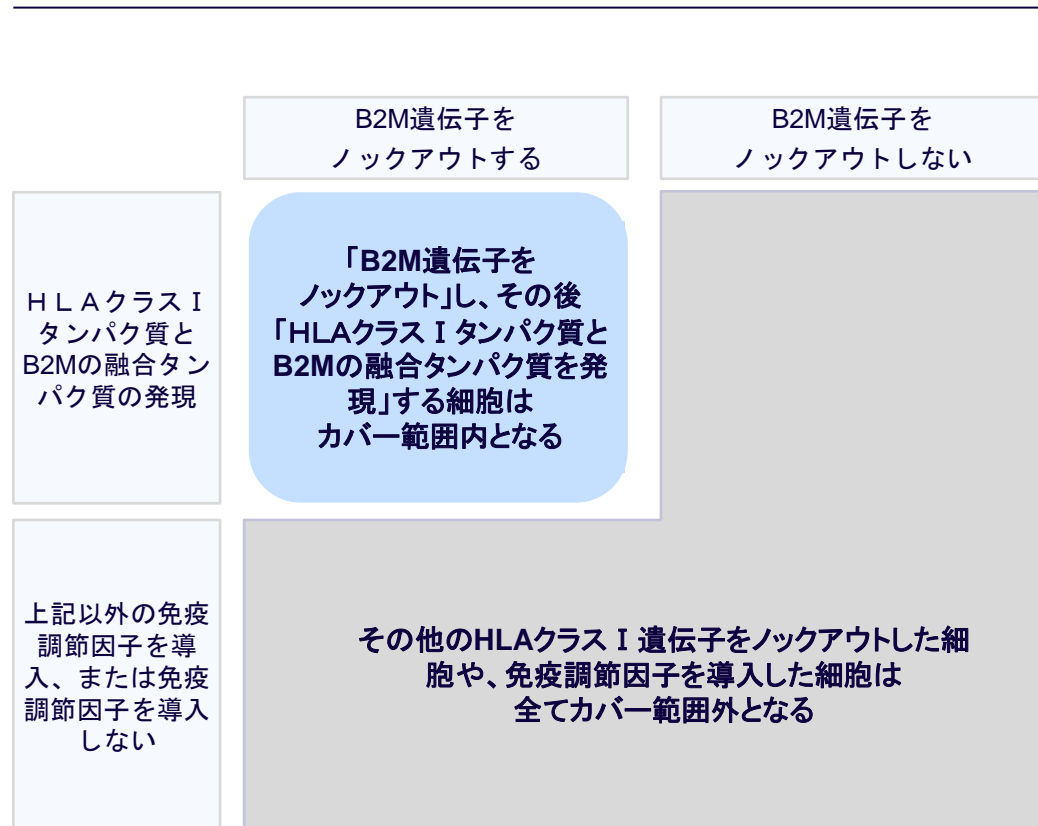 B2M遺伝子を
ノックアウトする
B2M遺伝子を
ノックアウトしない
ＨＬＡクラスⅠ
タンパク質と
B2Mの融合タン
パク質の発現
「B2M遺伝子を
ノックアウト」し、その後
「HLAクラスⅠタンパク質と
B2Mの融合タンパク質を発
現」する細胞は
カバー範囲内となる
上記以外の免疫
調節因子を導
入、または免疫
調節因子を導入
しない
その他のHLAクラスⅠ遺伝子をノックアウトした細
胞や、免疫調節因子を導入した細胞は
全てカバー範囲外となる